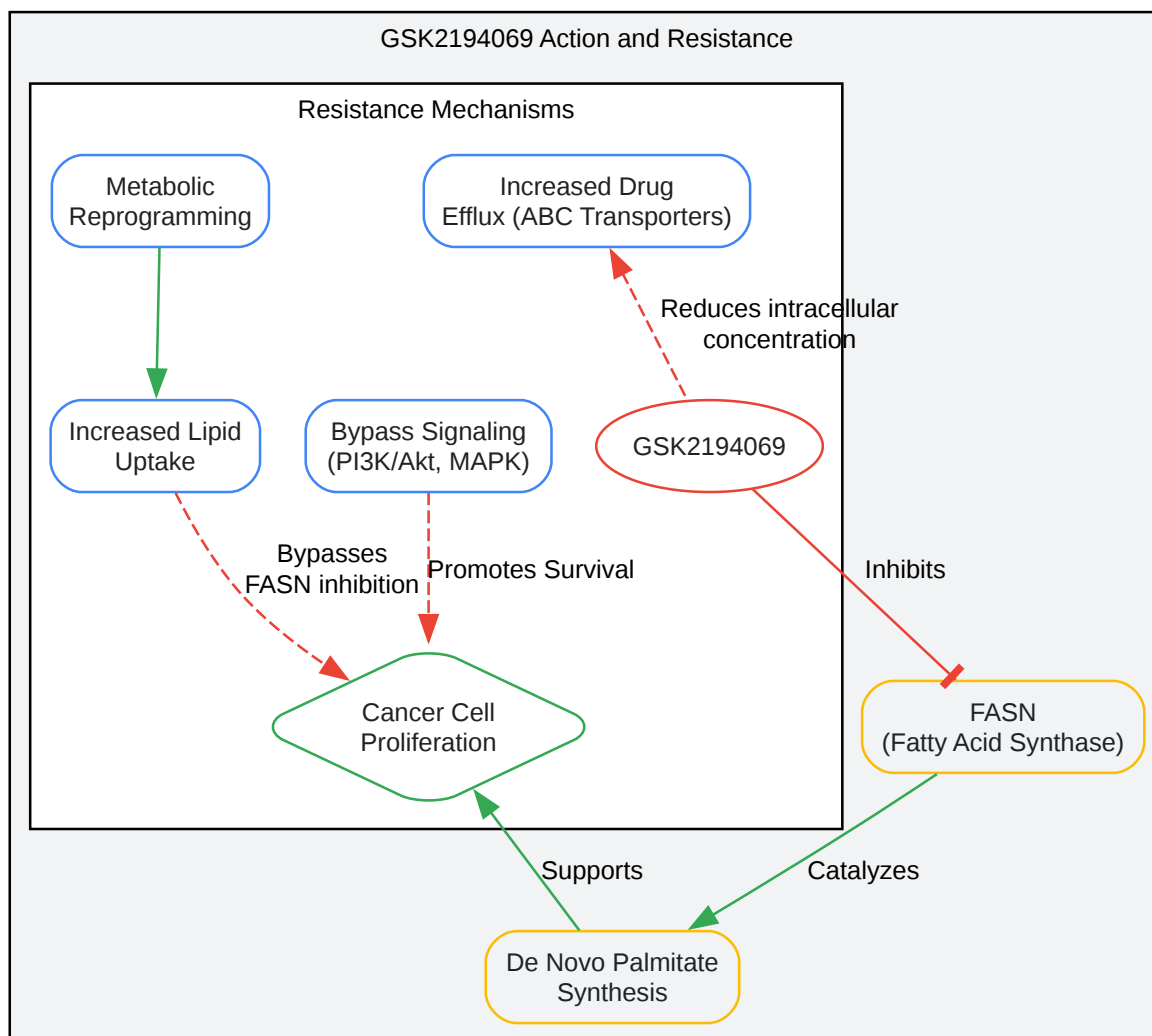 GSK2194069 Action and Resistance
Resistance Mechanisms
Metabolic
Reprogramming
Increased Drug
Efflux (ABC Transporters)
Reduces intracellular
concentration
Increased Lipid
Uptake
Bypass Signaling
(PI3K/Akt, MAPK)
GSK2194069
Bypasses
FASN inhibition
Promotes Survival
Inhibits
Cancer Cell
Proliferation
FASN
(Fatty Acid Synthase)
Supports
Catalyzes
De Novo Palmitate
Synthesis